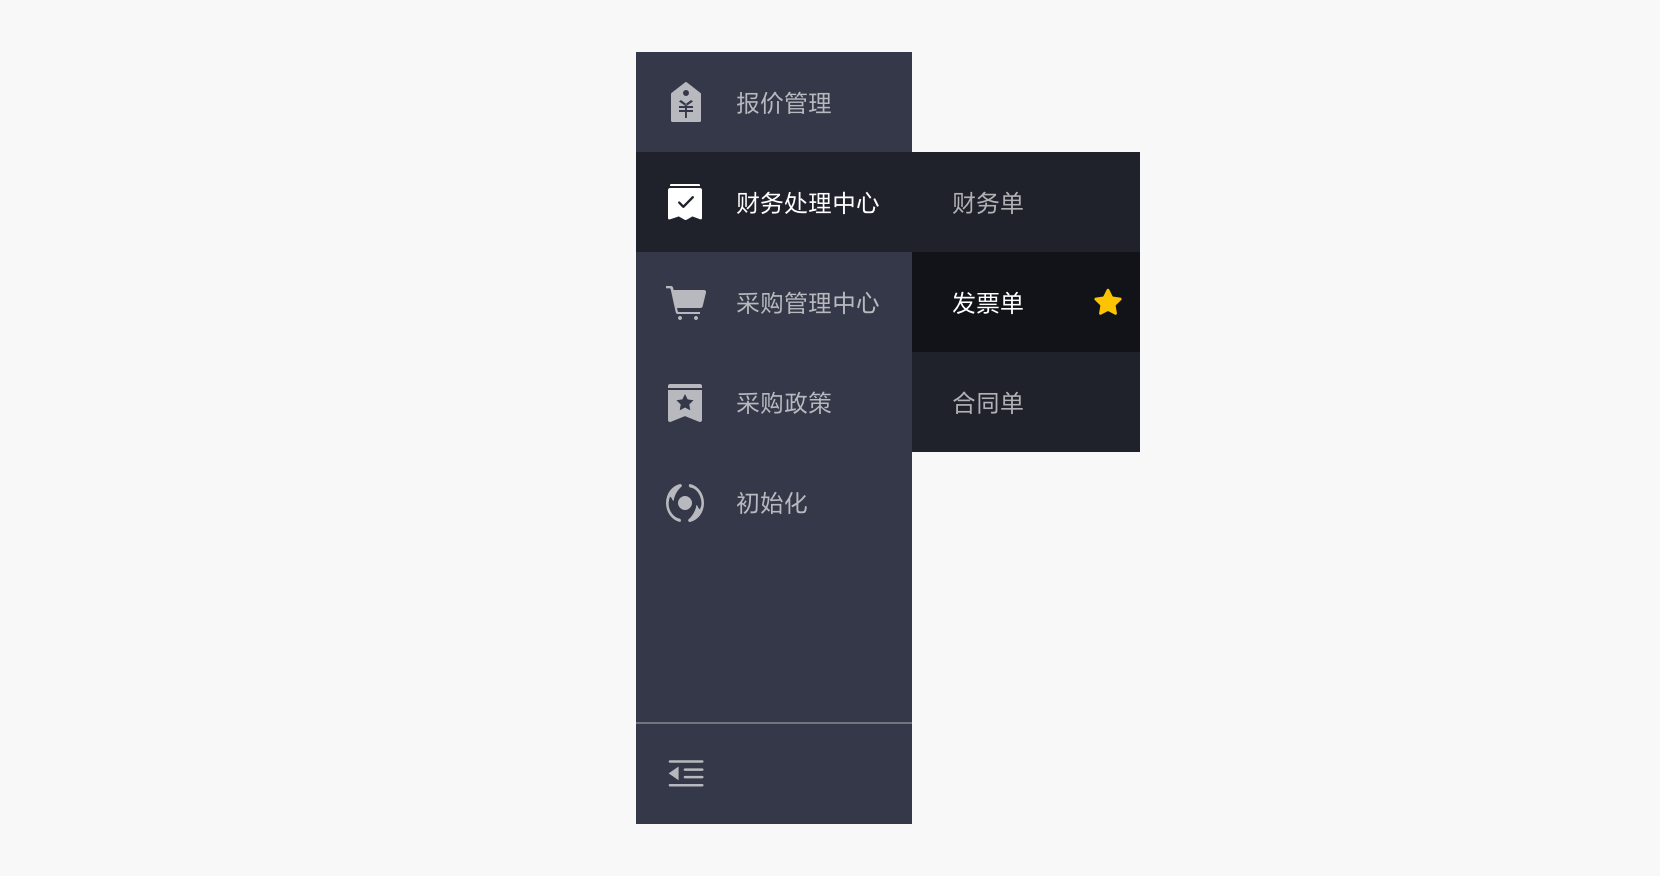 报价管理
财务处理中心
采购管理中心
采购政策
初始化
财务单
发票单
合同单